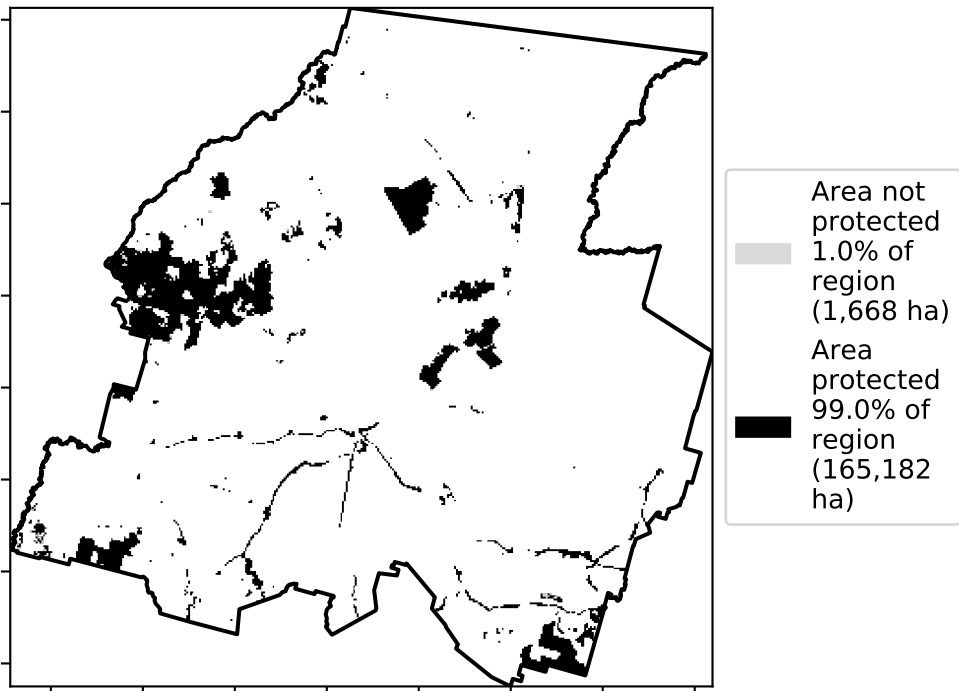 Area not
protected
1.0% of
region
(1,668 ha)
Area
protected
99.0% of
region
(165,182
ha)